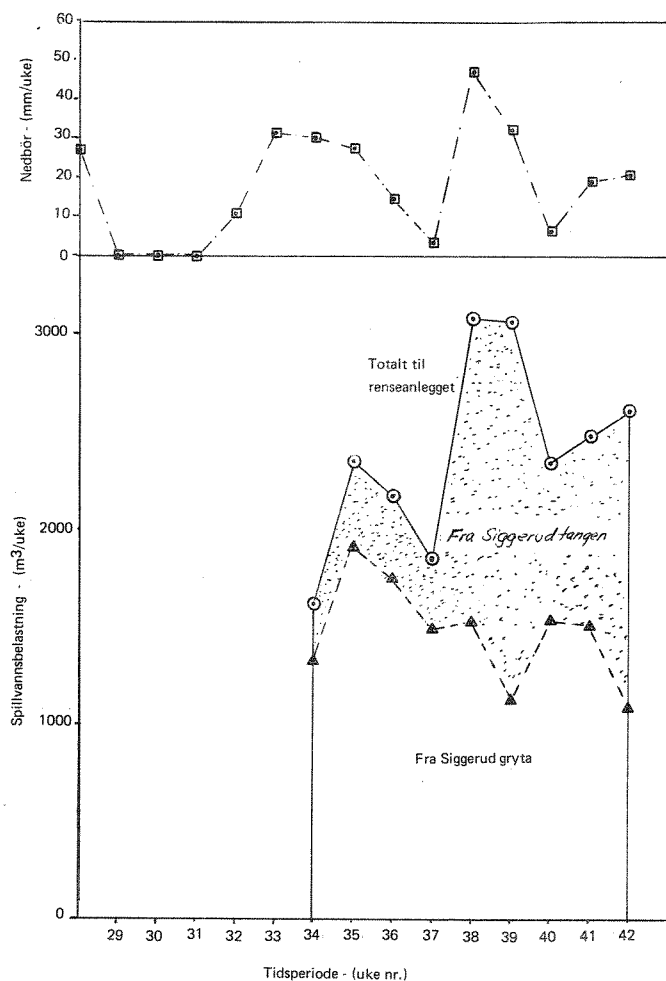 60
50
40
30
20
10
0
Nedbör - (mm/uke)
3000
2000
1000
0
Spillvannsbelastning - (m³/uke)
Totalt til
renseanlegget
Fra Siggerud tangen
Fra Siggerud gryta
29 30 31 32 33 34 35 36 37 38 39 40 41 42
Tidsperiode - (uke nr.)